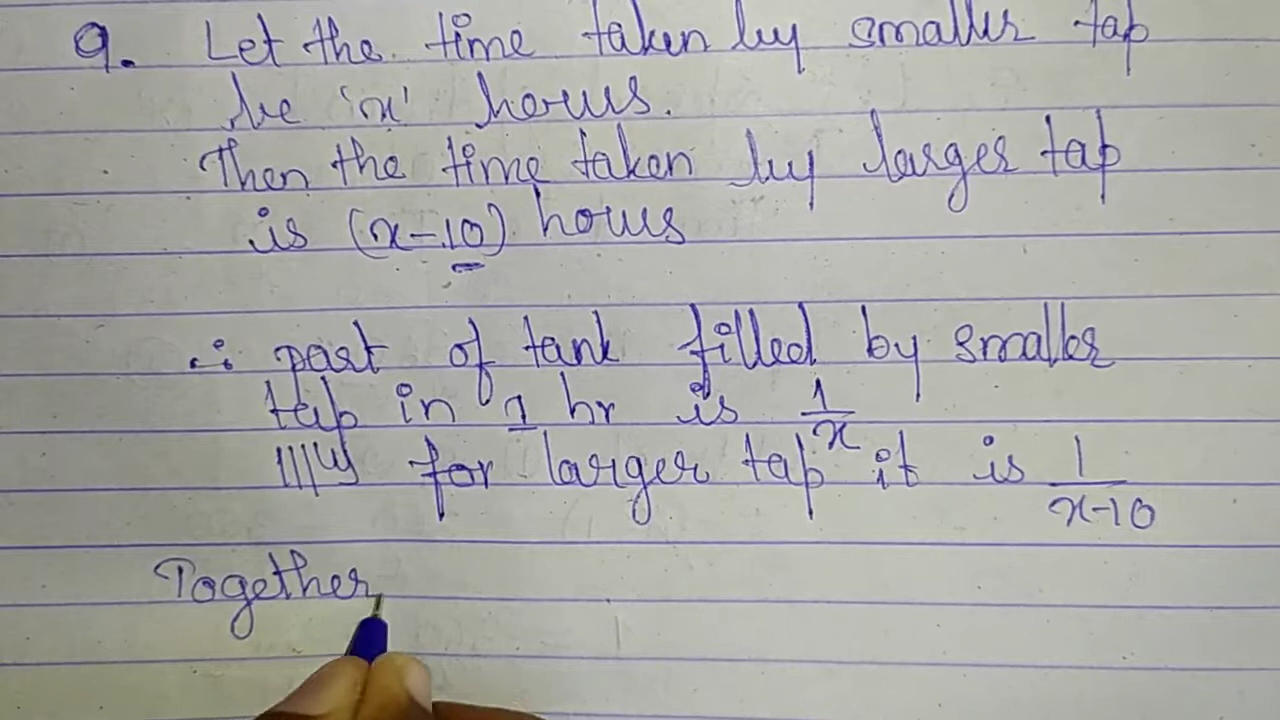 9. Let the time taken by smaller tap
be 'x' hours.
Then the time taken by larger tap
is (x-10) hours
∴ part of tank filled by smaller
tap in 1 hr is 1/x
|||ly for larger tap it is 1/x-10
Together,